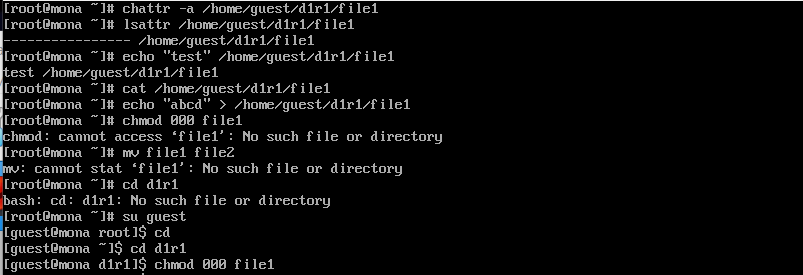 [root@mona ~]# chattr -a /home/guest/d1r1/file1
[root@mona ~]# lsattr /home/guest/d1r1/file1
---------------- /home/guest/d1r1/file1
[root@mona ~]# echo "test" /home/guest/d1r1/file1
test /home/guest/d1r1/file1
[root@mona ~]# cat /home/guest/d1r1/file1
[root@mona ~]# echo "abcd" > /home/guest/d1r1/file1
[root@mona ~]# chmod 000 file1
chmod: cannot access ‘file1’: No such file or directory
[root@mona ~]# mv file1 file2
mv: cannot stat ‘file1’: No such file or directory
[root@mona ~]# cd d1r1
bash: cd: d1r1: No such file or directory
[root@mona ~]# su guest
[guest@mona root]$ cd
[guest@mona ~]$ cd d1r1
[guest@mona d1r1]$ chmod 000 file1